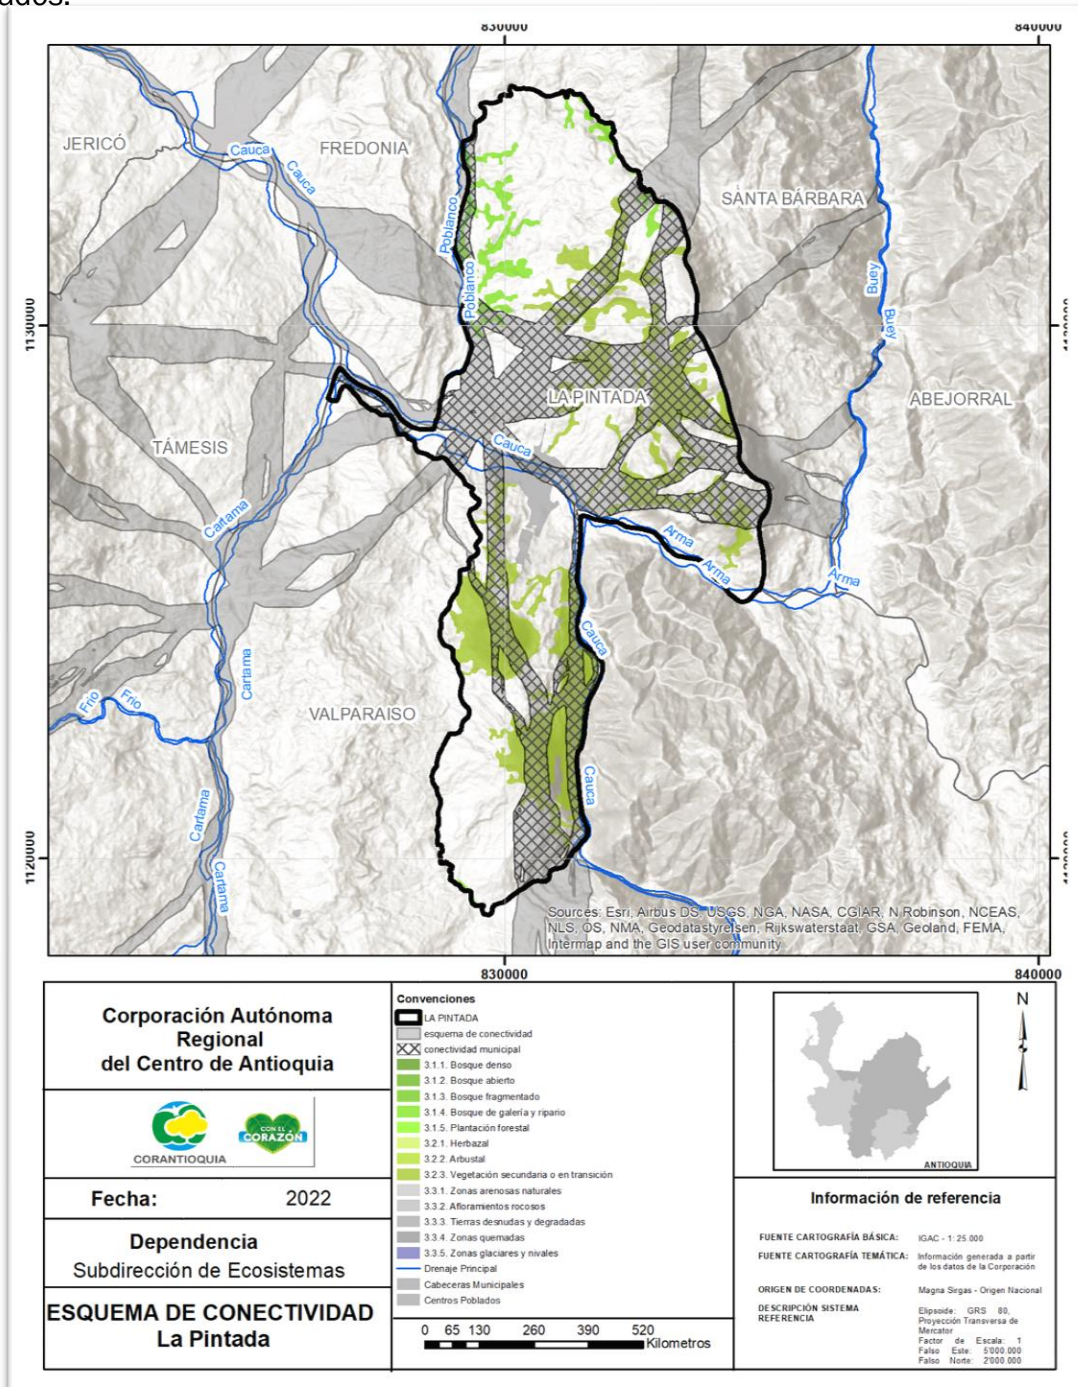 ados.
830000
840000
JERICÓ
FREDONIA
SANTA BÁRBARA
Cauca
Cauca
Poblanco
Poblanco
Buey
Buey
1130000
LA PINTADA
ABEJORRAL
TÁMESIS
Cauca
Cartama
Arma
Arma
Arma
Cauca
Cartama
Frio
Frio
VALPARAISO
Cauca
Cartama
Cartama
1120000
Sources: Esri, Airbus DS, USGS, NGA, NASA, CGIAR, N Robinson, NCEAS,
NLS, OS, NMA, Geodatastyrelsen, Rijkswaterstaat, GSA, Geoland, FEMA,
Intermap and the GIS user community
830000
840000
Corporación Autónoma
Regional
del Centro de Antioquia
CORANTIOQUIA
CON EL
CORAZÓN
Fecha: 2022
Dependencia
Subdirección de Ecosistemas
ESQUEMA DE CONECTIVIDAD
La Pintada
Convenciones
LA PINTADA
esquema de conectividad
conectividad municipal
3.1.1. Bosque denso
3.1.2. Bosque abierto
3.1.3. Bosque fragmentado
3.1.4. Bosque de galería y ripario
3.1.5. Plantación forestal
3.2.1. Herbazal
3.2.2. Arbustal
3.2.3. Vegetación secundaria o en transición
3.3.1. Zonas arenosas naturales
3.3.2. Afloramientos rocosos
3.3.3. Tierras desnudas y degradadas
3.3.4. Zonas quemadas
3.3.5. Zonas glaciares y nivales
Drenaje Principal
Cabeceras Municipales
Centros Poblados
0 65 130 260 390 520
Kilometros
N
ANTIOQUIA
Información de referencia
FUENTE CARTOGRAFÍA BÁSICA: IGAC - 1: 25.000
FUENTE CARTOGRAFÍA TEMÁTICA: Información generada a partir
de los datos de la Corporación
ORIGEN DE COORDENADAS: Magna Sirgas - Origen Nacional
DESCRIPCIÓN SISTEMA
REFERENCIA
Elipsoide: GRS 80,
Proyección Transversa de
Mercator
Factor de Escala: 1
Falso Este: 5'000.000
Falso Norte: 2'000.000